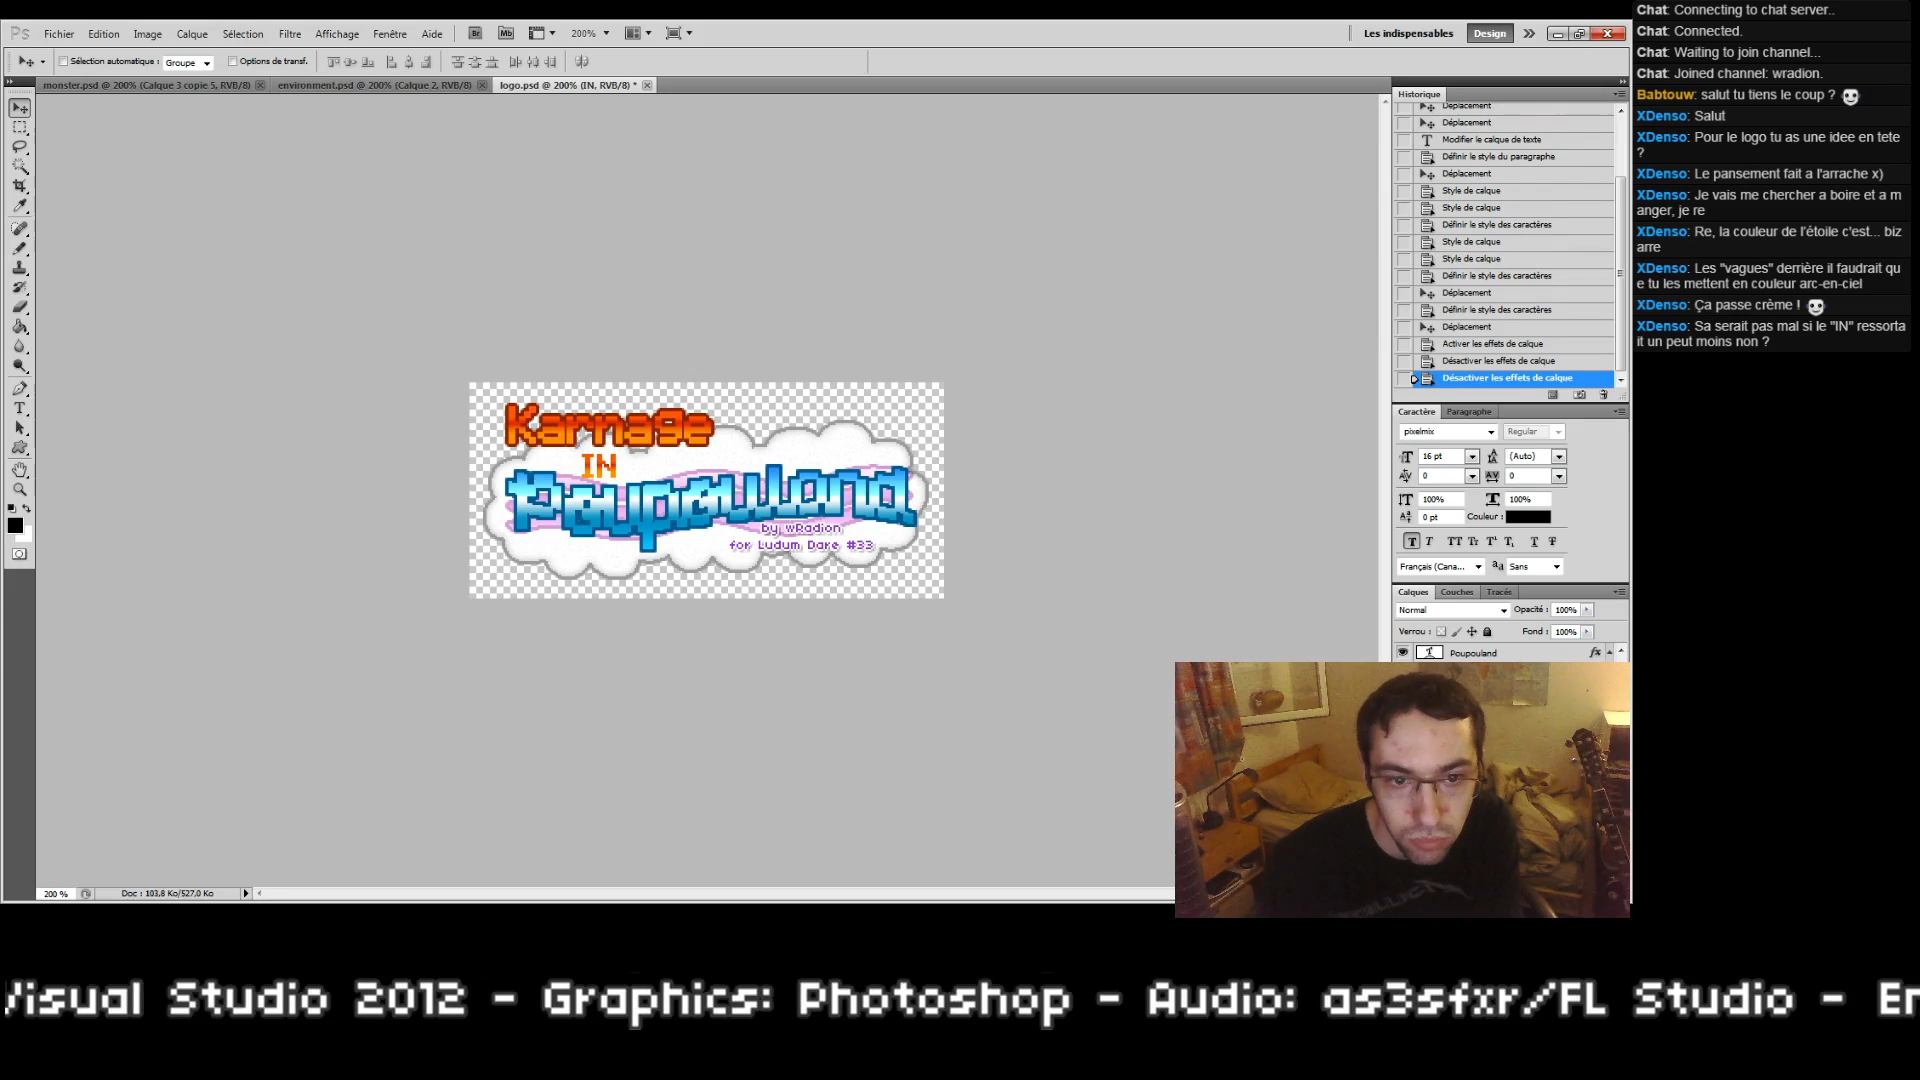 Ps Fichier Edition Image Calque Sélection Filtre Affichage Fenêtre Aide Br Mb 200% Les indispensables Design
Sélection automatique : Groupe Options de transf.
monster.psd @ 200% (Calque 3 copie 5, RVB/8) environment.psd @ 200% (Calque 2, RVB/8) logo.psd @ 200% (IN, RVB/8) *
Karnage
IN
Poupouland
by wRadion
for Ludum Dare #33
200 % Doc : 103,8 Ko/527,0 Ko
Historique
Déplacement
Déplacement
Modifier le calque de texte
Définir le style du paragraphe
Déplacement
Style de calque
Style de calque
Définir le style des caractères
Style de calque
Style de calque
Définir le style des caractères
Déplacement
Définir le style des caractères
Déplacement
Activer les effets de calque
Désactiver les effets de calque
Désactiver les effets de calque
Caractère Paragraphe
pixelmix Regular
16 pt (Auto)
0 0
100% 100%
0 pt Couleur :
Français (Cana... aa Sans
Calques Couches Tracés
Normal Opacité : 100%
Verrou : Fond : 100%
Poupouland fx
Chat: Connecting to chat server..
Chat: Connected.
Chat: Waiting to join channel...
Chat: Joined channel: wradion.
Babtouw: salut tu tiens le coup ?
XDenso: Salut
XDenso: Pour le logo tu as une idee en tete
?
XDenso: Le pansement fait a l'arrache x)
XDenso: Je vais me chercher a boire et a m
anger, je re
XDenso: Re, la couleur de l'étoile c'est... biz
arre
XDenso: Les "vagues" derrière il faudrait qu
e tu les mettent en couleur arc-en-ciel
XDenso: Ça passe crème !
XDenso: Sa serait pas mal si le "IN" ressorta
it un peut moins non ?
Visual Studio 2012 - Graphics: Photoshop - Audio: as3sfxr/FL Studio - En